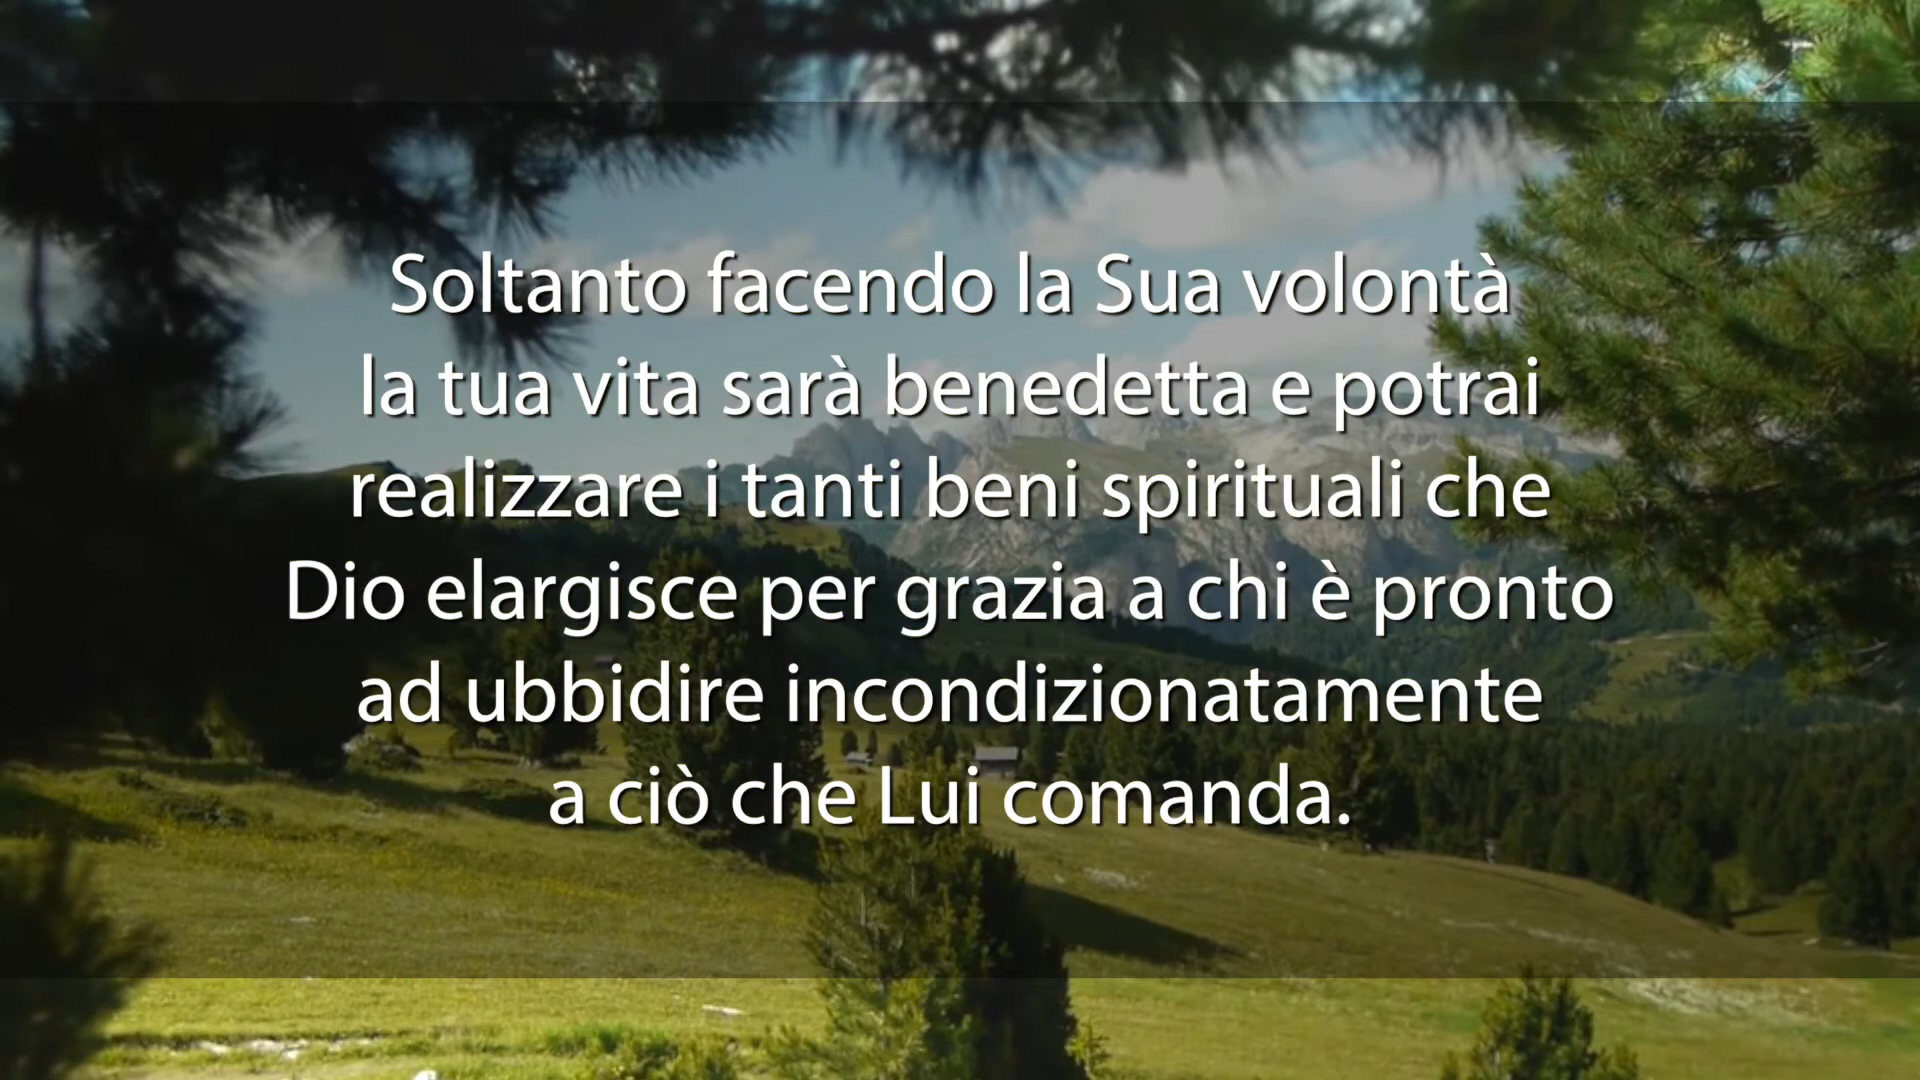 Soltanto facendo la Sua volontà
la tua vita sarà benedetta e potrai
realizzare i tanti beni spirituali che
Dio elargisce per grazia a chi è pronto
ad ubbidire incondizionatamente
a ciò che Lui comanda.